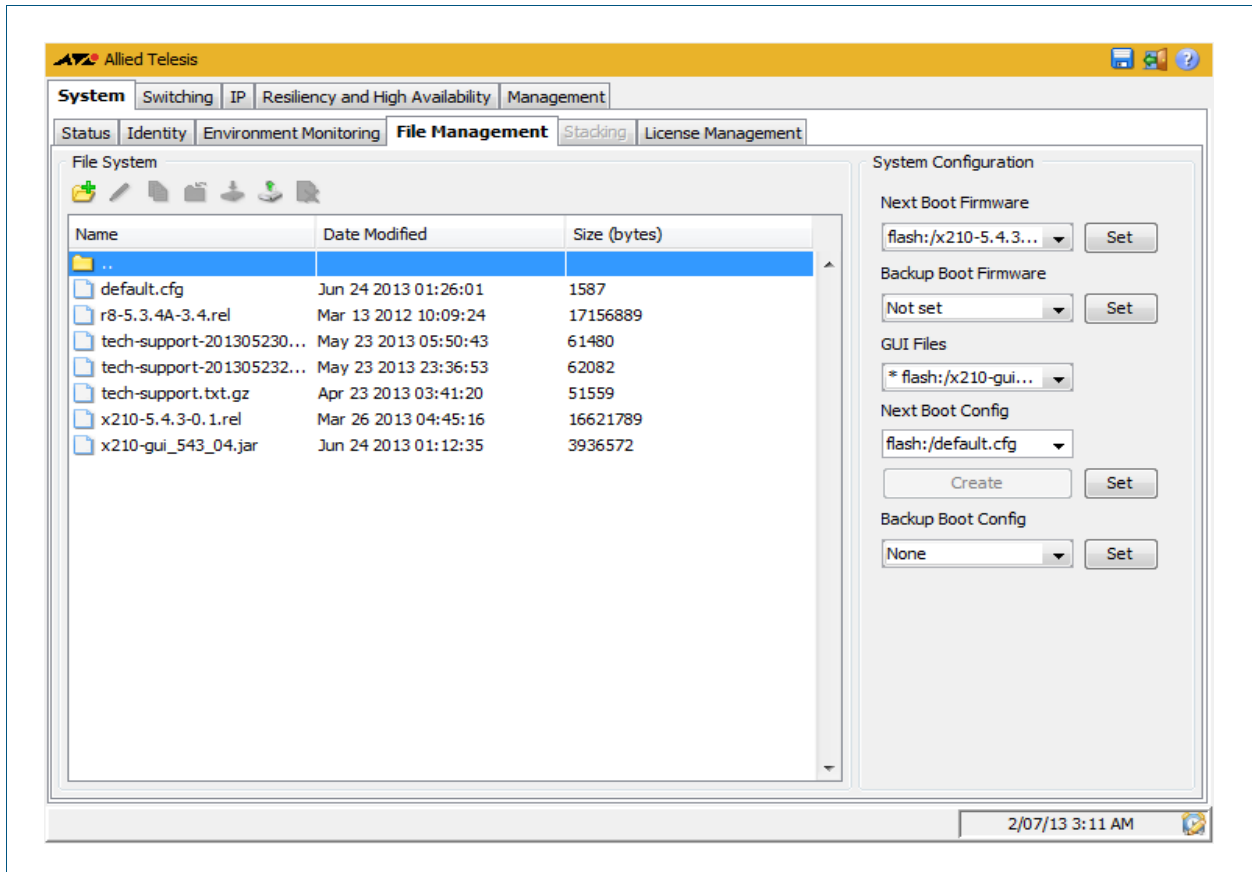 Allied Telesis
System Switching IP Resiliency and High Availability Management
Status Identity Environment Monitoring File Management Stacking License Management
File System
Name Date Modified Size (bytes)
..
default.cfg Jun 24 2013 01:26:01 1587
r8-5.3.4A-3.4.rel Mar 13 2012 10:09:24 17156889
tech-support-201305230... May 23 2013 05:50:43 61480
tech-support-201305232... May 23 2013 23:36:53 62082
tech-support.txt.gz Apr 23 2013 03:41:20 51559
x210-5.4.3-0.1.rel Mar 26 2013 04:45:16 16621789
x210-gui_543_04.jar Jun 24 2013 01:12:35 3936572
System Configuration
Next Boot Firmware
flash:/x210-5.4.3... Set
Backup Boot Firmware
Not set Set
GUI Files
* flash:/x210-gui...
Next Boot Config
flash:/default.cfg
Create Set
Backup Boot Config
None Set
2/07/13 3:11 AM